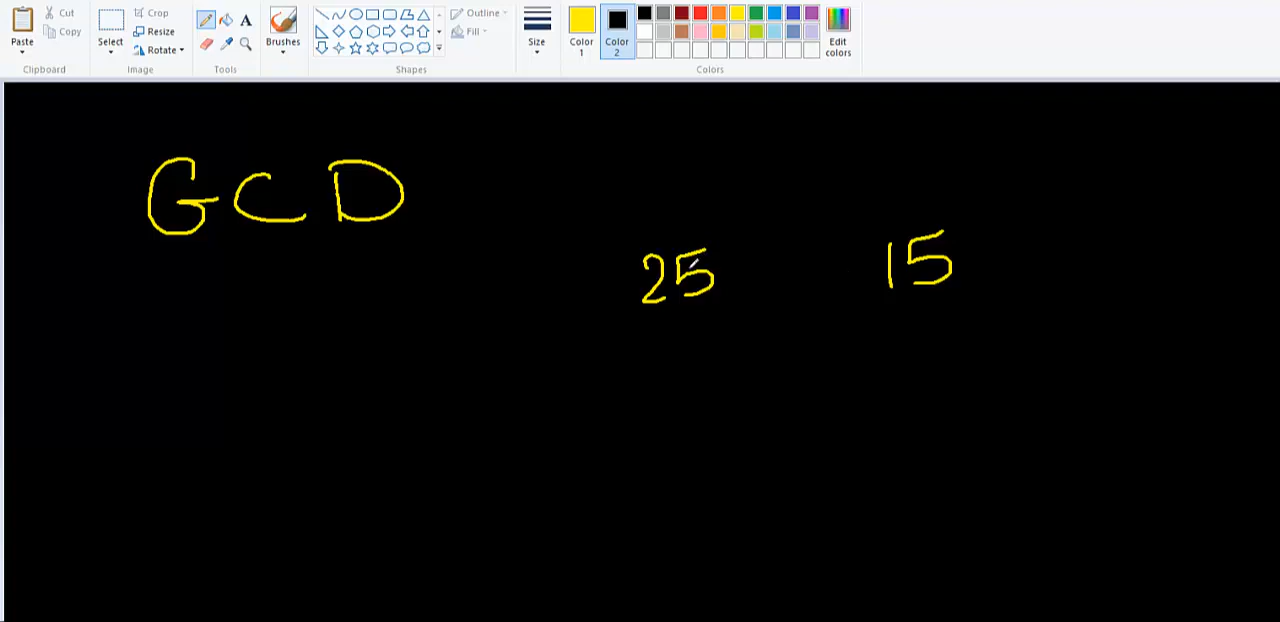 Cut Crop Outline
Copy Resize Fill
Paste Select Rotate Brushes Size Color 1 Color 2 Edit colors
Clipboard Image Tools Shapes Colors
GCD
25 15